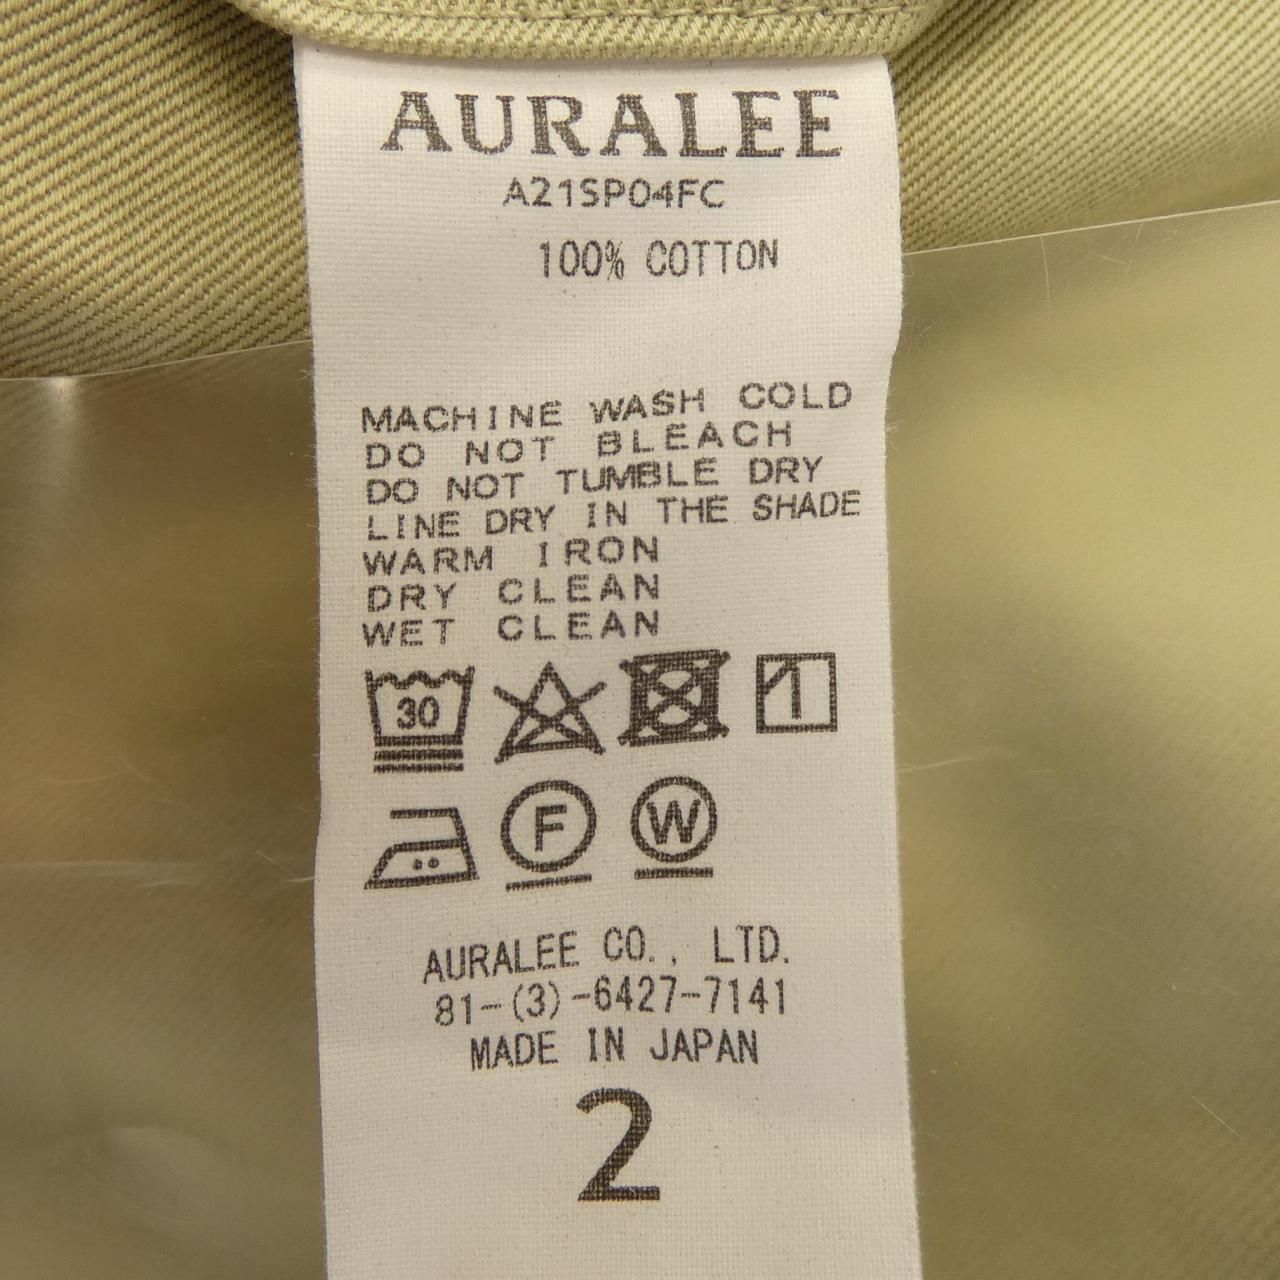 AURALEE
A21SP04FC
100% COTTON
MACHINE WASH COLD
DO NOT BLEACH
DO NOT TUMBLE DRY
LINE DRY IN THE SHADE
WARM IRON
DRY CLEAN
WET CLEAN
30
F W
AURALEE CO., LTD.
81-(3)-6427-7141
MADE IN JAPAN
2